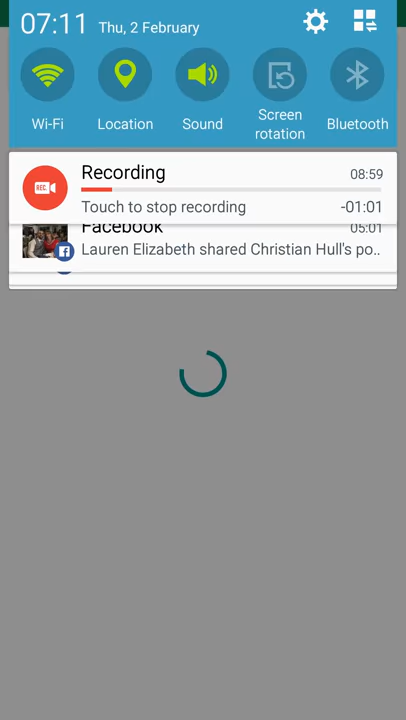 07:11 Thu, 2 February
Wi-Fi Location Sound Screen rotation Bluetooth
REC
Recording 08:59
Touch to stop recording -01:01
Facebook 05:01
Lauren Elizabeth shared Christian Hull's po..